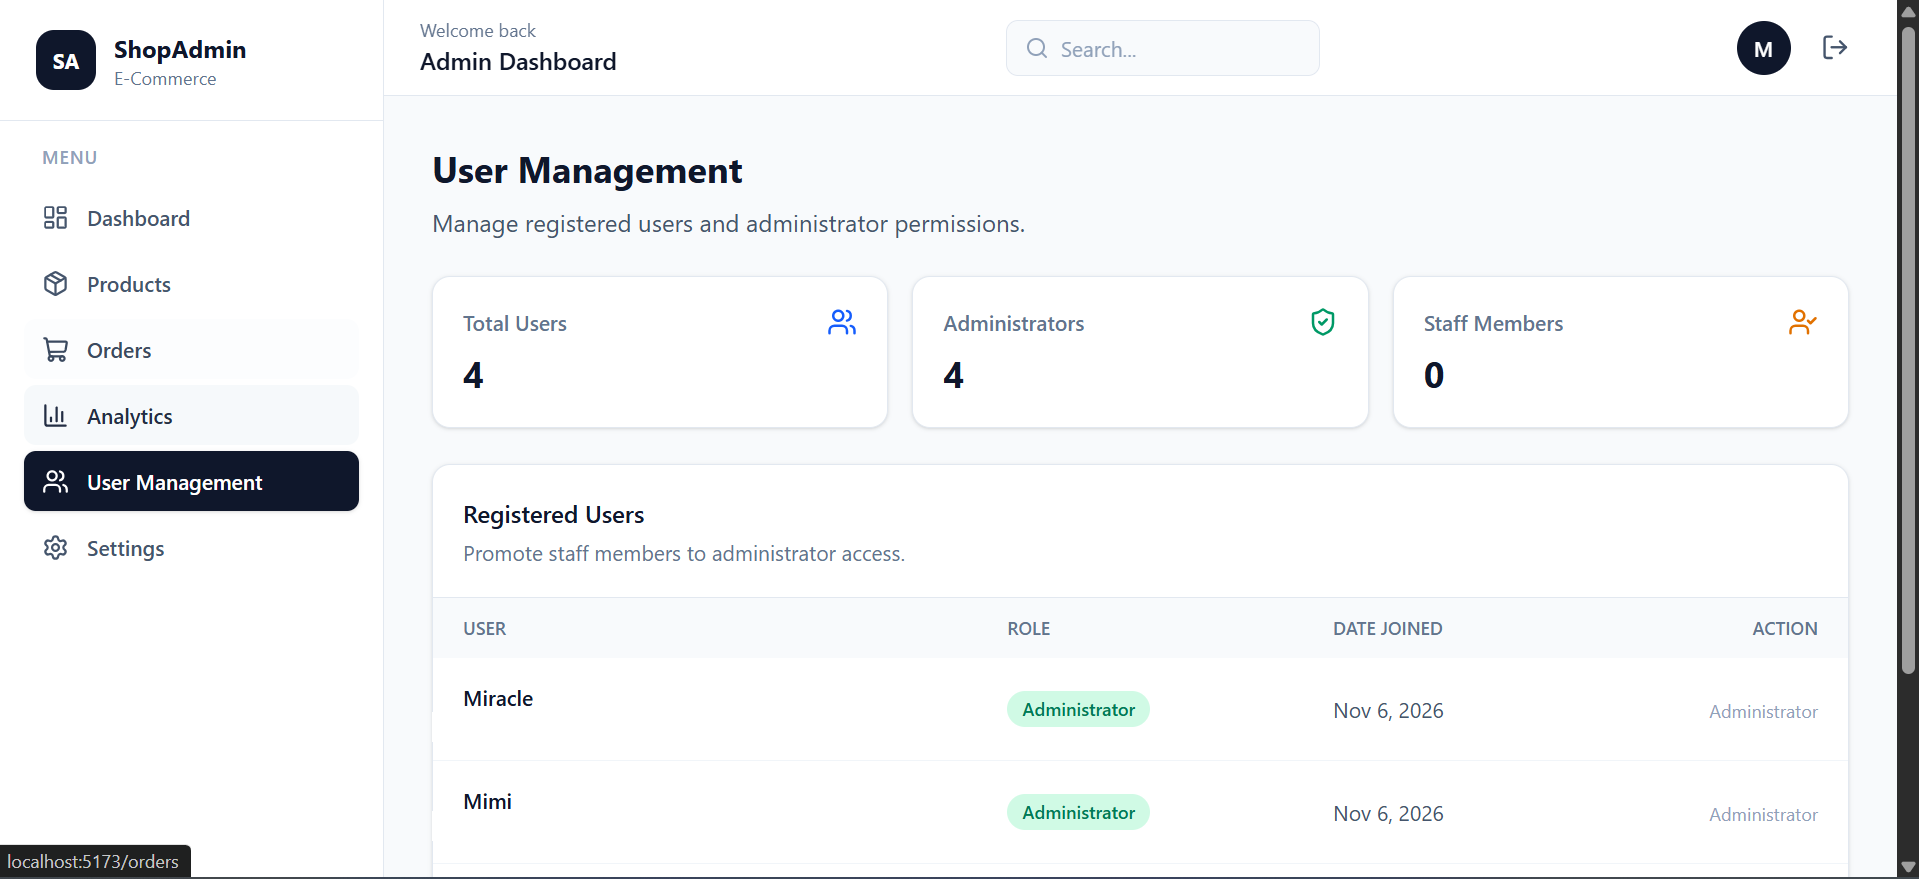 SA
ShopAdmin
E-Commerce
MENU
Dashboard
Products
Orders
Analytics
User Management
Settings
localhost:5173/orders
Welcome back
Admin Dashboard
Search...
M
User Management
Manage registered users and administrator permissions.
Total Users
4
Administrators
4
Staff Members
0
Registered Users
Promote staff members to administrator access.
USER ROLE DATE JOINED ACTION
Miracle Administrator Nov 6, 2026 Administrator
Mimi Administrator Nov 6, 2026 Administrator